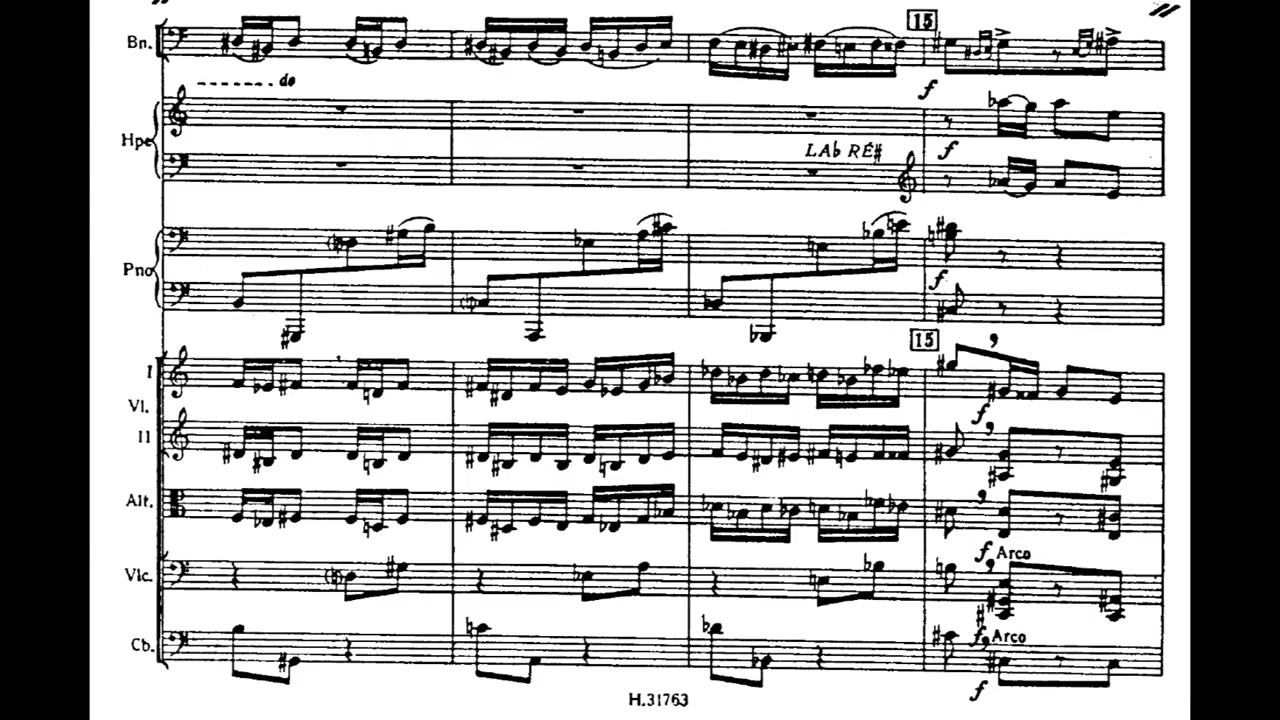 15
Bn.
f
do
Hpe
LAb RÉ#
f
Pno
f
15
I
Vl.
II
f
Alt.
f Arco
Vlc.
f Arco
Cb.
f
H.31763